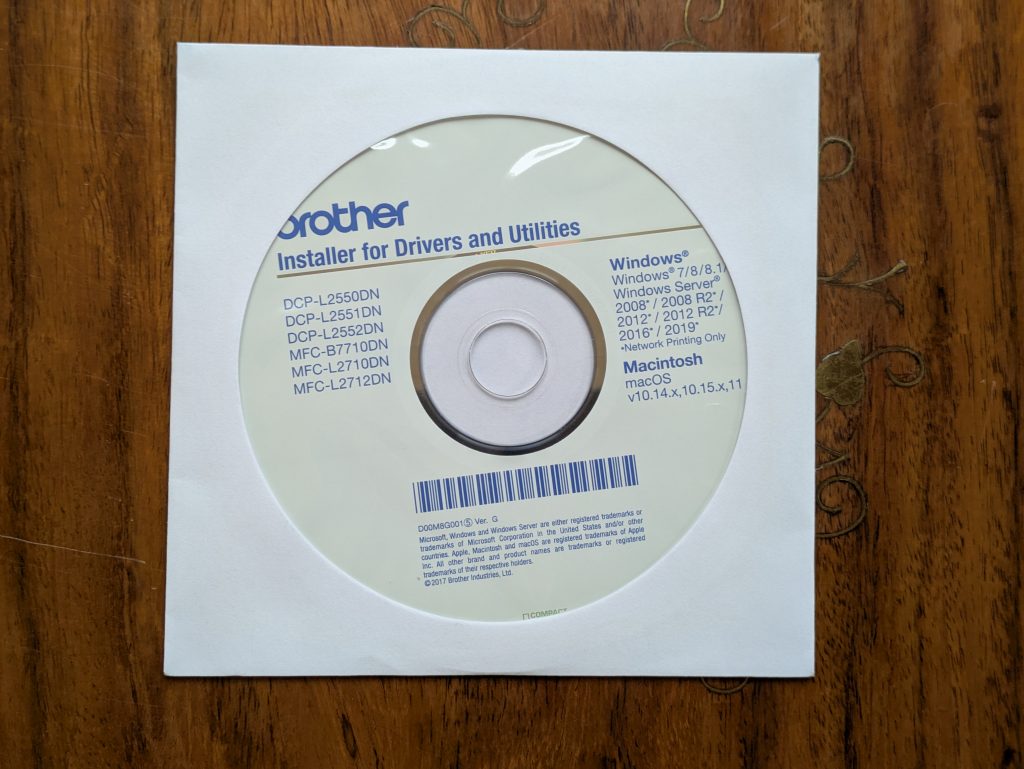 brother
Installer for Drivers and Utilities
DCP-L2550DN
DCP-L2551DN
DCP-L2552DN
MFC-B7710DN
MFC-L2710DN
MFC-L2712DN
Windows®
Windows® 7/8/8.1/
Windows Server®
2008* / 2008 R2* /
2012* / 2012 R2* /
2016* / 2019*
*Network Printing Only
Macintosh
macOS
v10.14.x,10.15.x,11
D00M8G001⑤ Ver. G
Microsoft, Windows and Windows Server are either registered trademarks or
trademarks of Microsoft Corporation in the United States and/or other
countries. Apple, Macintosh and macOS are registered trademarks of Apple
Inc. All other brand and product names are trademarks or registered
trademarks of their respective holders.
©2017 Brother Industries, Ltd.
COMPACT